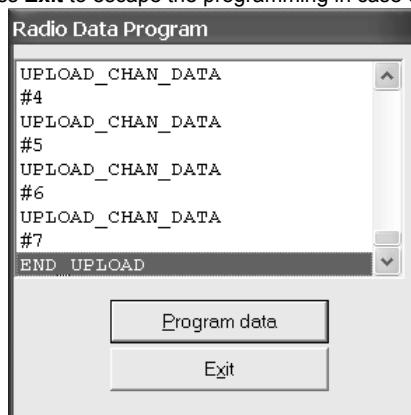 Exit to escape the programming in case
Radio Data Program
UPLOAD_CHAN_DATA
#4
UPLOAD_CHAN_DATA
#5
UPLOAD_CHAN_DATA
#6
UPLOAD_CHAN_DATA
#7
END_UPLOAD
Program data
Exit